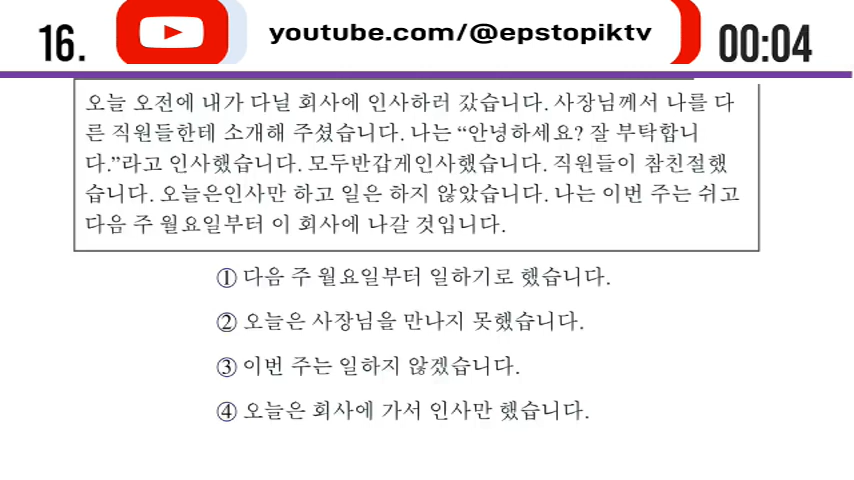 16.
youtube.com/@epstopiktv
00:04
오늘 오전에 내가 다닐 회사에 인사하러 갔습니다. 사장님께서 나를 다
른 직원들한테 소개해 주셨습니다. 나는 “안녕하세요? 잘 부탁합니
다.”라고 인사했습니다. 모두반갑게인사했습니다. 직원들이 참친절했
습니다. 오늘은인사만 하고 일은 하지 않았습니다. 나는 이번 주는 쉬고
다음 주 월요일부터 이 회사에 나갈 것입니다.
① 다음 주 월요일부터 일하기로 했습니다.
② 오늘은 사장님을 만나지 못했습니다.
③ 이번 주는 일하지 않겠습니다.
④ 오늘은 회사에 가서 인사만 했습니다.